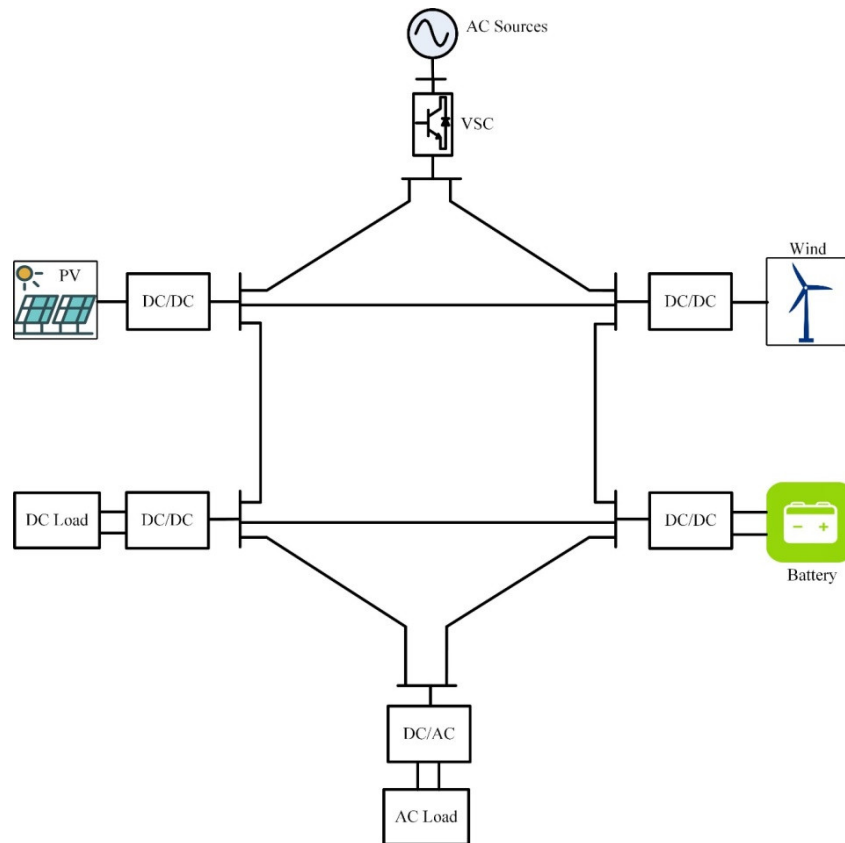 AC Sources
VSC
PV
DC/DC
DC/DC
Wind
DC Load
DC/DC
DC/DC
Battery
DC/AC
AC Load